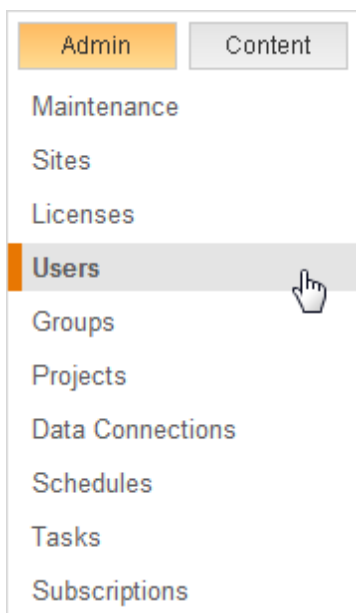 Admin Content
Maintenance
Sites
Licenses
Users
Groups
Projects
Data Connections
Schedules
Tasks
Subscriptions